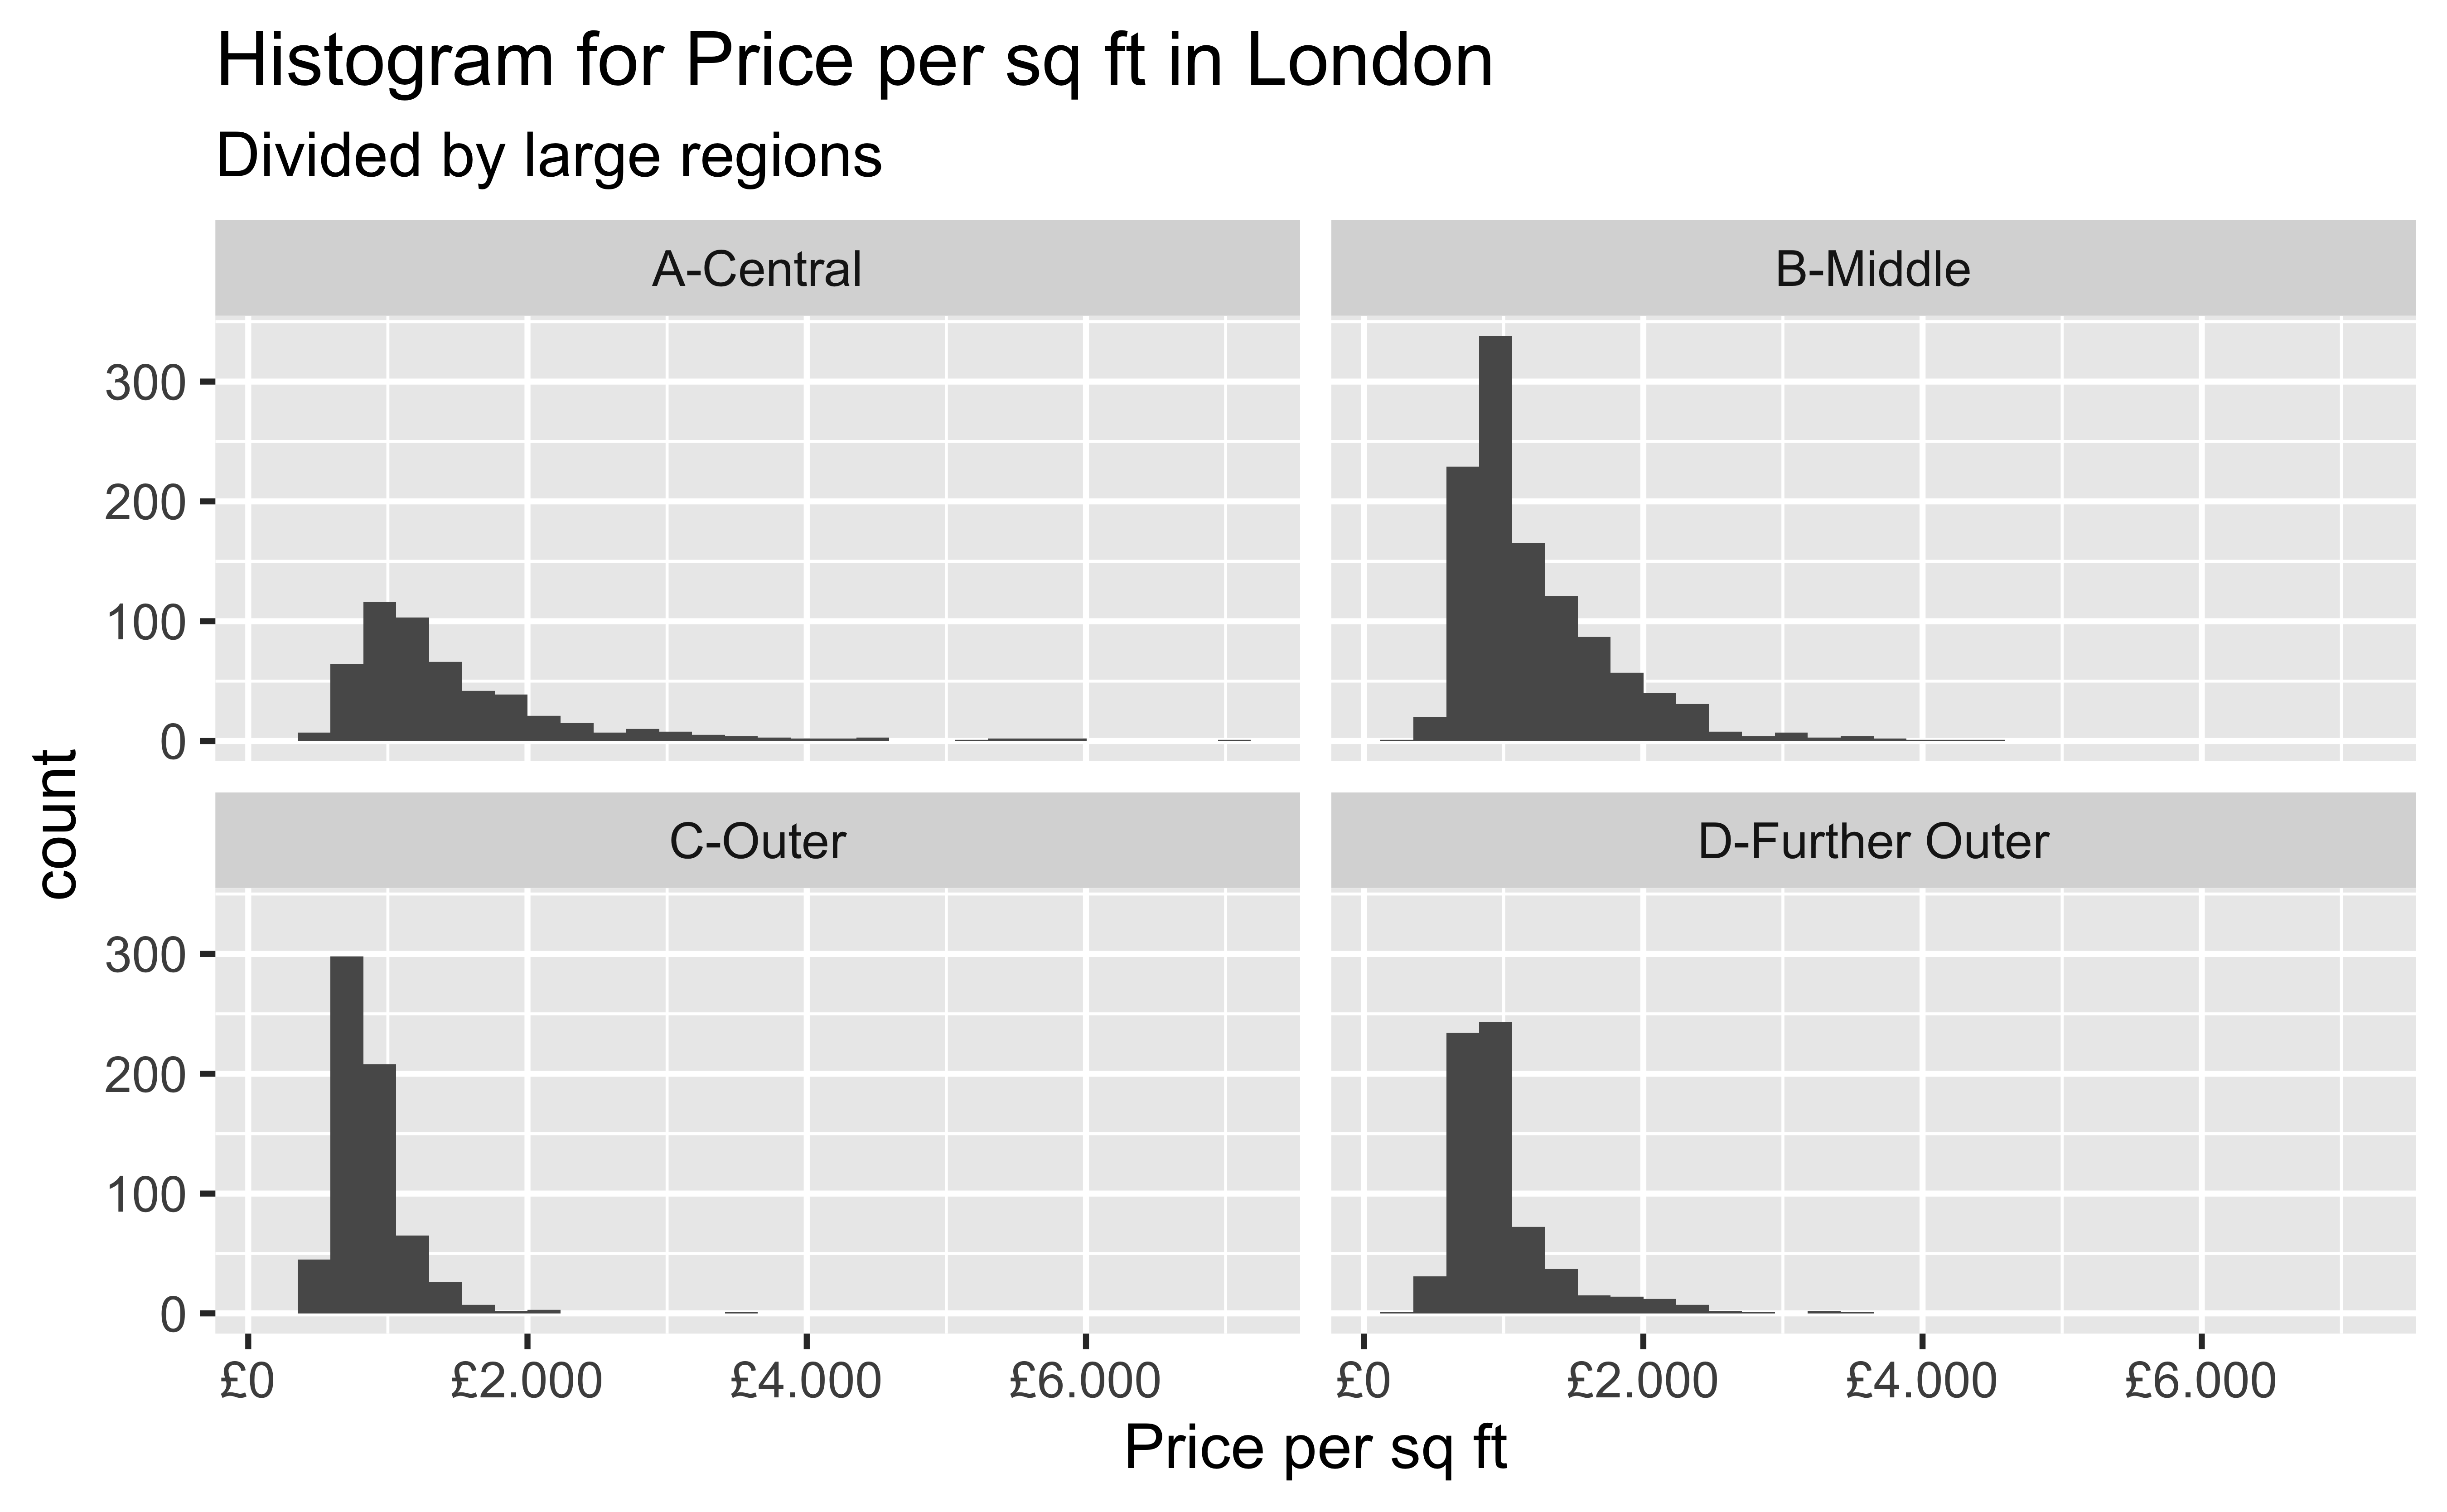 Histogram for Price per sq ft in London
Divided by large regions
A-Central
B-Middle
300
200
100
0
count
C-Outer
D-Further Outer
300
200
100
0
£0 £2.000 £4.000 £6.000 £0 £2.000 £4.000 £6.000
Price per sq ft